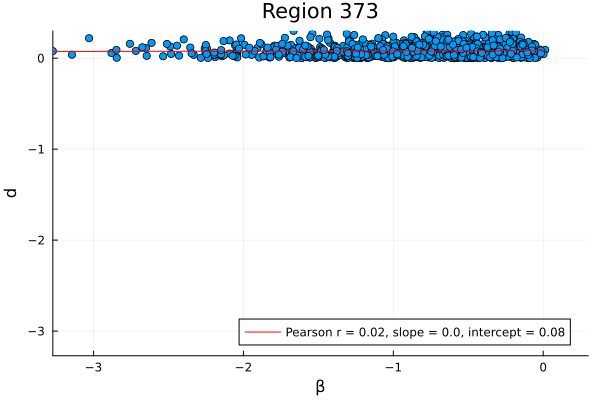 Region 373
0
−1
−2
−3
d
−3
−2
−1
0
β
Pearson r = 0.02, slope = 0.0, intercept = 0.08